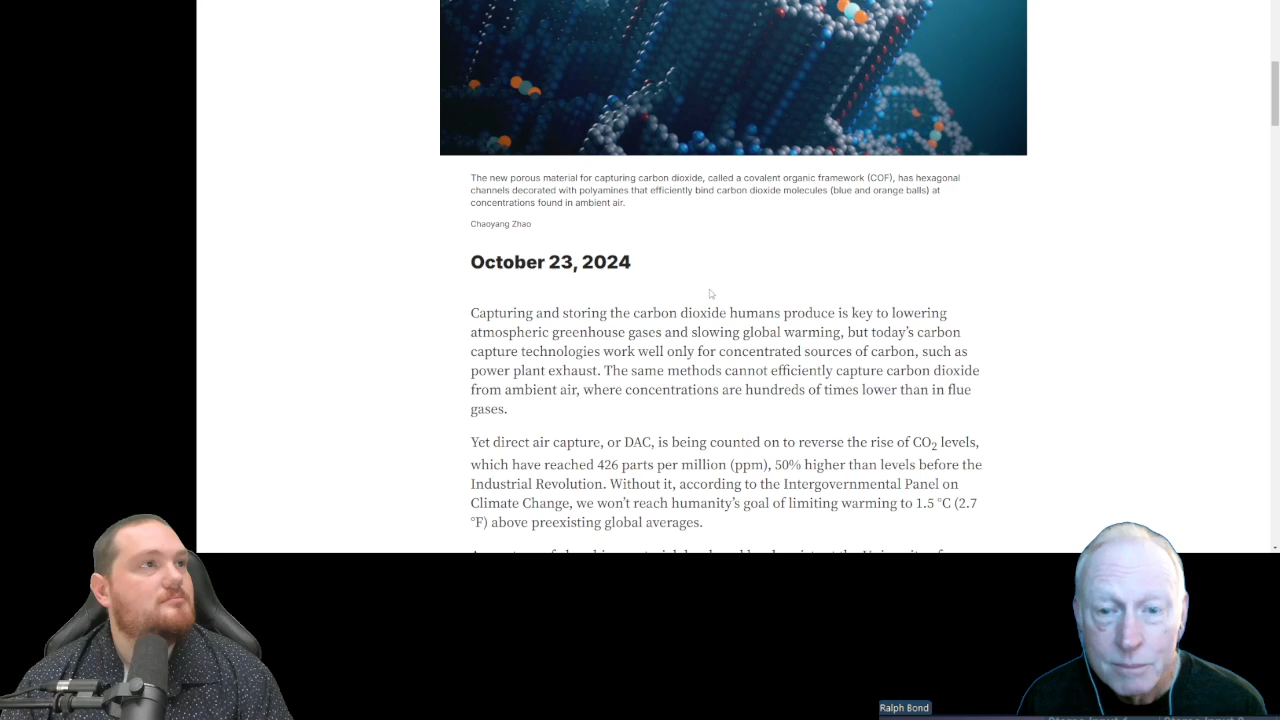 The new porous material for capturing carbon dioxide, called a covalent organic framework (COF), has hexagonal
channels decorated with polyamines that efficiently bind carbon dioxide molecules (blue and orange balls) at
concentrations found in ambient air.
Chaoyang Zhao
October 23, 2024
Capturing and storing the carbon dioxide humans produce is key to lowering
atmospheric greenhouse gases and slowing global warming, but today’s carbon
capture technologies work well only for concentrated sources of carbon, such as
power plant exhaust. The same methods cannot efficiently capture carbon dioxide
from ambient air, where concentrations are hundreds of times lower than in flue
gases.
Yet direct air capture, or DAC, is being counted on to reverse the rise of CO₂ levels,
which have reached 426 parts per million (ppm), 50% higher than levels before the
Industrial Revolution. Without it, according to the Intergovernmental Panel on
Climate Change, we won’t reach humanity’s goal of limiting warming to 1.5 °C (2.7
°F) above preexisting global averages.
Ralph Bond